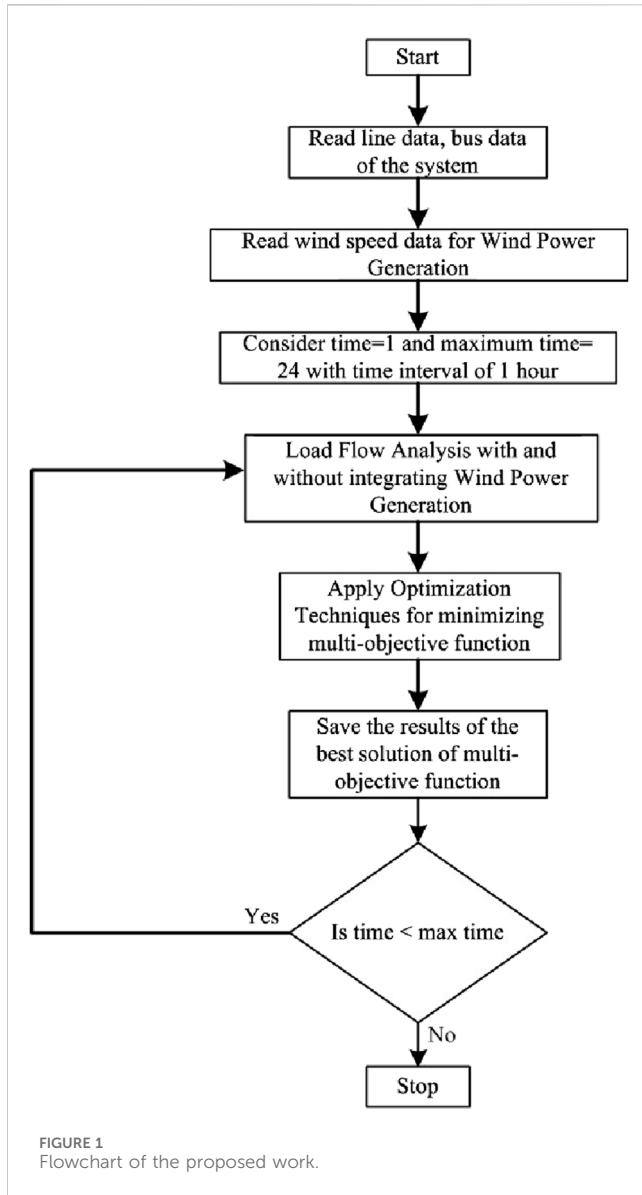 Start
Read line data, bus data
of the system
Read wind speed data for Wind Power
Generation
Consider time=1 and maximum time=
24 with time interval of 1 hour
Load Flow Analysis with and
without integrating Wind Power
Generation
Apply Optimization
Techniques for minimizing
multi-objective function
Save the results of the
best solution of multi-
objective function
Yes
Is time < max time
No
Stop
FIGURE 1
Flowchart of the proposed work.